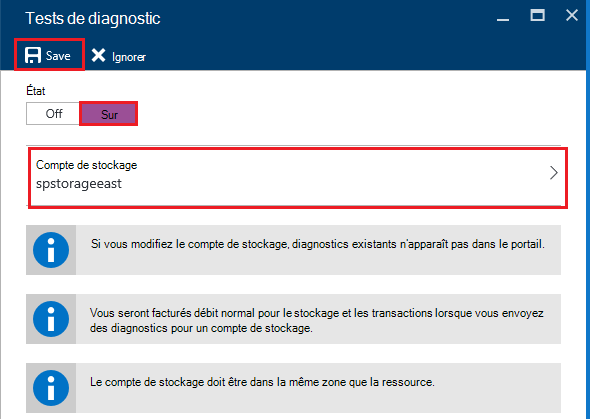 Tests de diagnostic
Save
Ignorer
État
Off
Sur
Compte de stockage
spstorageeast
Si vous modifiez le compte de stockage, diagnostics existants n'apparaît pas dans le portail.
Vous seront facturés débit normal pour le stockage et les transactions lorsque vous envoyez
des diagnostics pour un compte de stockage.
Le compte de stockage doit être dans la même zone que la ressource.